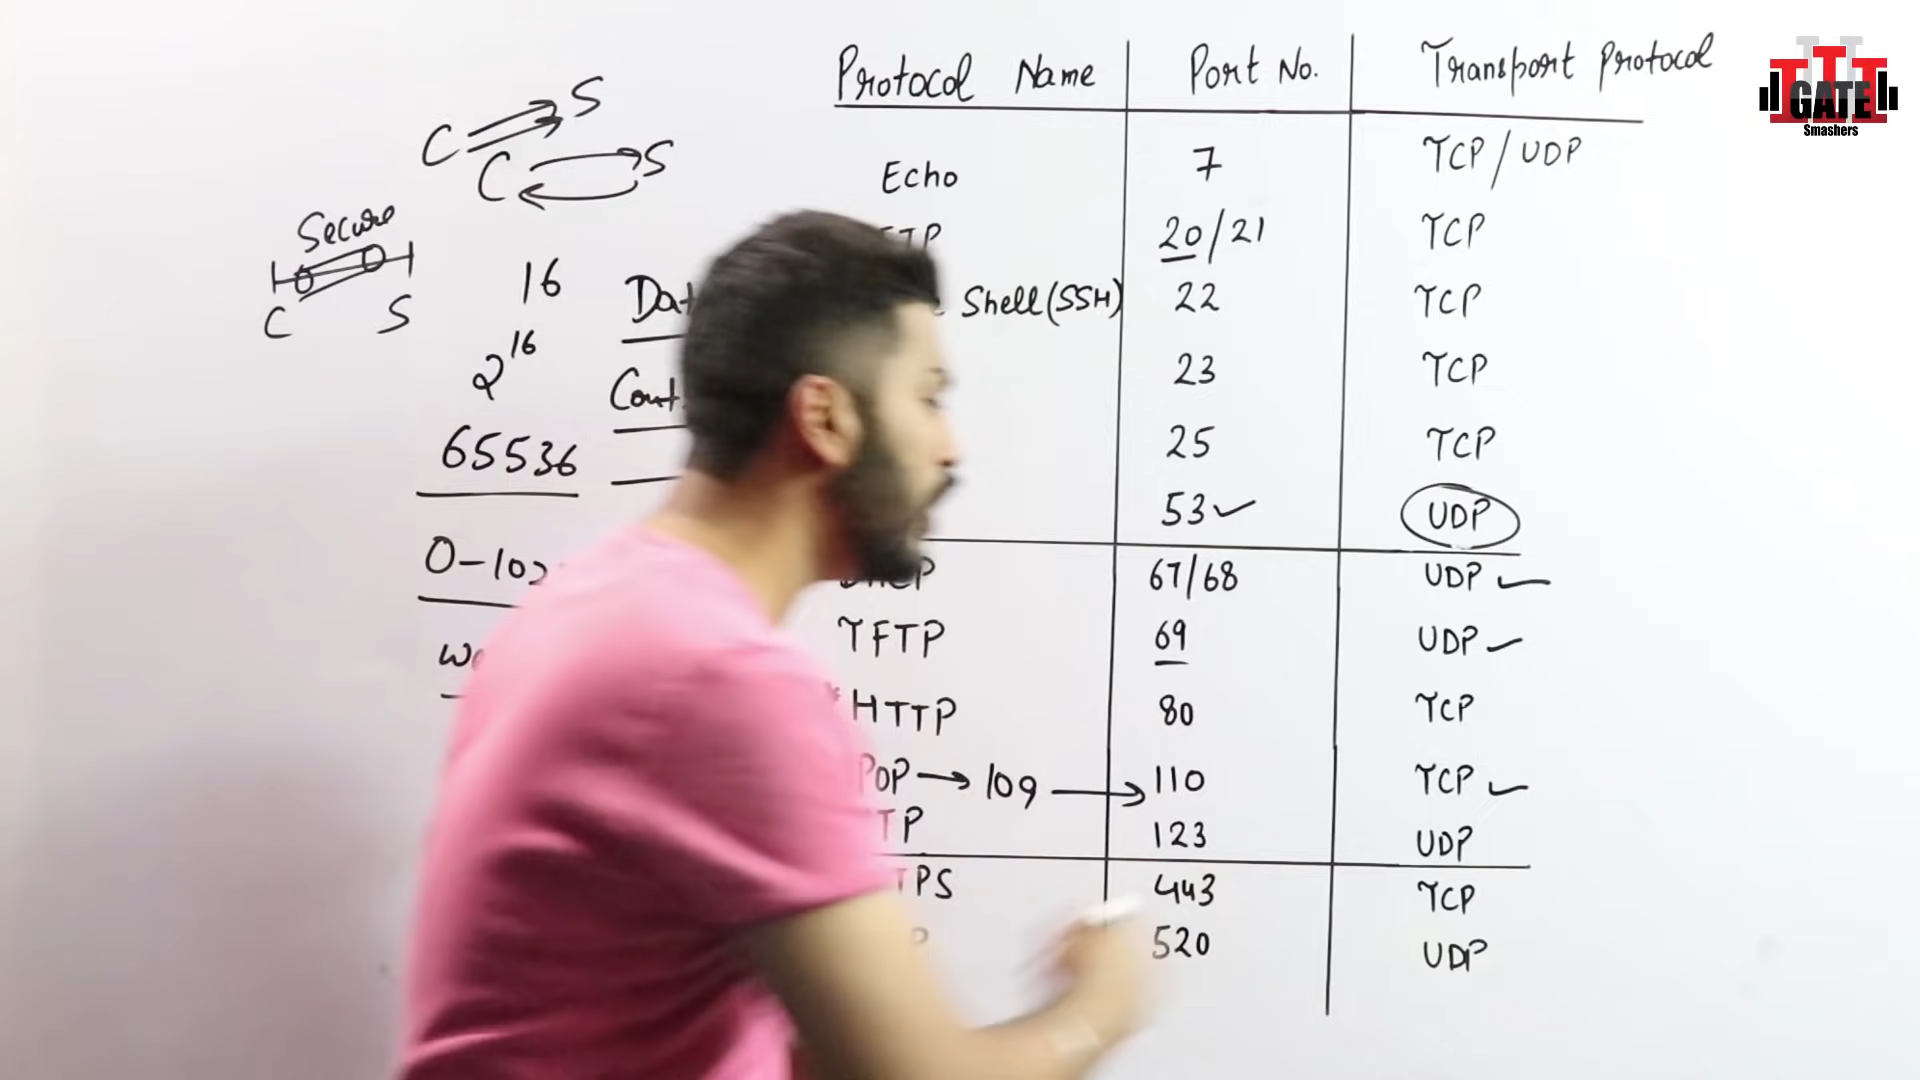 Protocol Name Port No. Transport Protocol
Echo 7 TCP/UDP
20/21 TCP
Shell(SSH) 22 TCP
23 TCP
25 TCP
53 UDP
67/68 UDP
TFTP 69 UDP
HTTP 80 TCP
POP → 109 → 110 TCP
123 UDP
443 TCP
520 UDP
C S
C S
Secure
C S
16
2^16
65536
GATE
Smashers